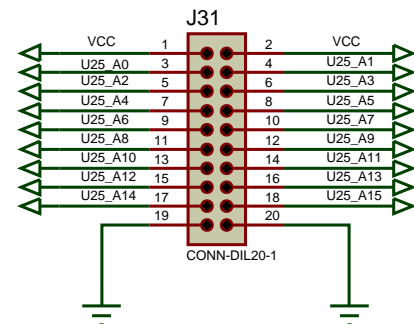 J31
VCC 1 2 VCC
U25_A0 3 4 U25_A1
U25_A2 5 6 U25_A3
U25_A4 7 8 U25_A5
U25_A6 9 10 U25_A7
U25_A8 11 12 U25_A9
U25_A10 13 14 U25_A11
U25_A12 15 16 U25_A13
U25_A14 17 18 U25_A15
19 20
CONN-DIL20-1